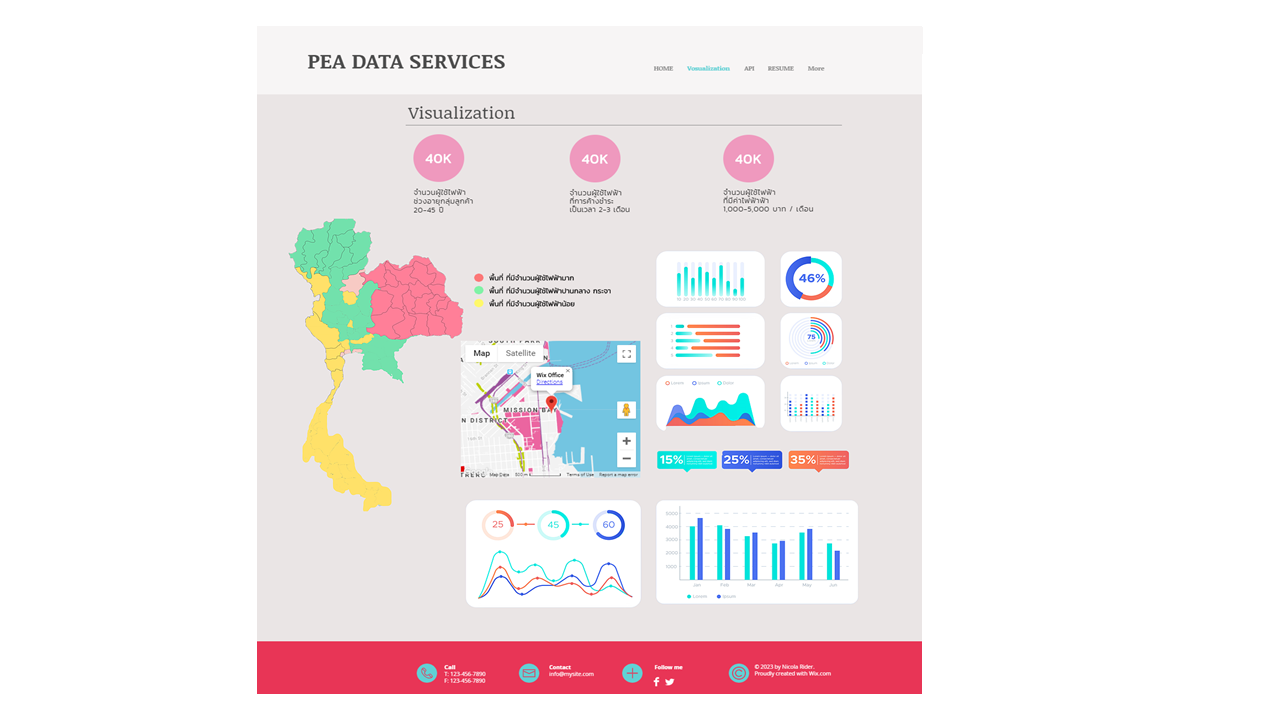 PEA DATA SERVICES
HOME
Visualization
API
RESUME
More
Visualization
40K
40K
40K
จำนวนผู้ใช้ไฟฟ้า
ช่วงอายุกลุ่มลูกค้า
20-45 ปี
จำนวนผู้ใช้ไฟฟ้า
ที่การค้างชำระ
เป็นเวลา 2-3 เดือน
จำนวนผู้ใช้ไฟฟ้า
ที่มีค่าไฟฟ้าฟ้า
1,000-5,000 บาท / เดือน
พื้นที่ ที่มีจำนวนผู้ใช้ไฟฟ้ามาก
พื้นที่ ที่มีจำนวนผู้ใช้ไฟฟ้าปานกลาง กระจา
พื้นที่ ที่มีจำนวนผู้ใช้ไฟฟ้าน้อย
46%
75
Map
Satellite
Wix Office
Directions
MISSION BAY
N DISTRICT
Map Data
500 m
Terms of Use
Report a map error
Lorem
Ipsum
Dolor
15%
25%
35%
25
45
60
5000
4000
3000
2000
1000
Jan
Feb
Mar
Apr
May
Jun
Lorem
Ipsum
Call
T: 123-456-7890
F: 123-456-7890
Contact
info@mysite.com
Follow me
© 2023 by Nicola Rider.
Proudly created with Wix.com